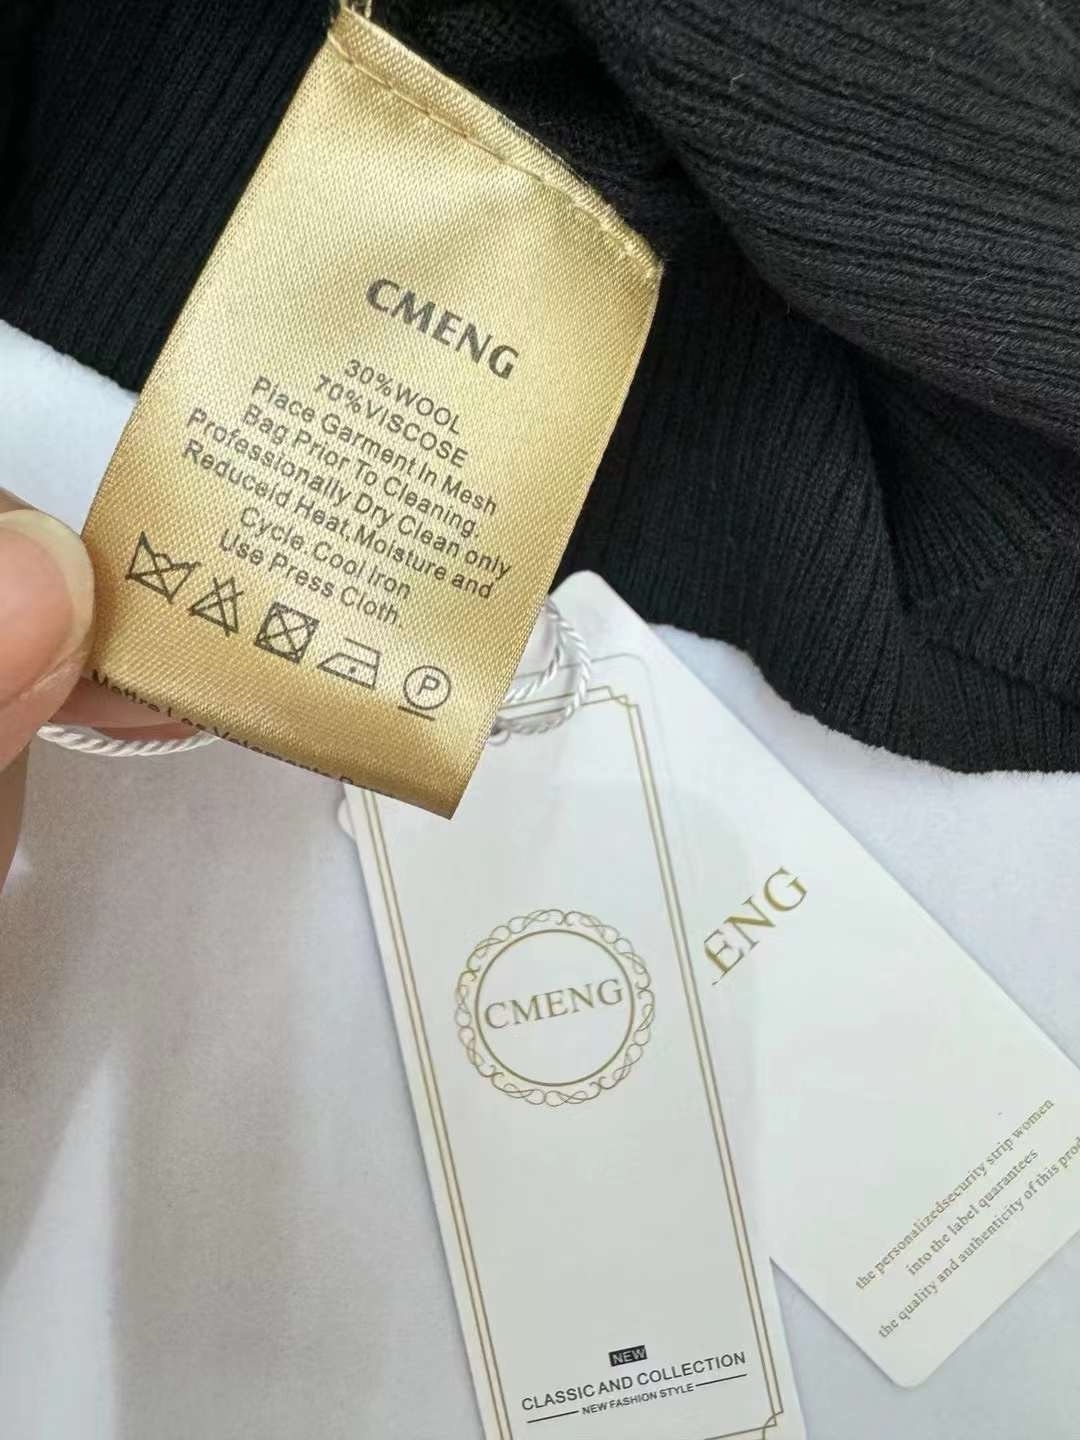 CMENG
30%WOOL
70%VISCOSE
Place Garment In Mesh
Bag Prior To Cleaning.
Professionally Dry Clean only
Reduceid Heat,Moisture and
Cycle.Cool Iron
Use Press Cloth.
P
CMENG
NEW
CLASSIC AND COLLECTION
NEW FASHION STYLE
ENG
the personalizedsecurity strip women
into the label quarantees
the quality and authenticity of this prod